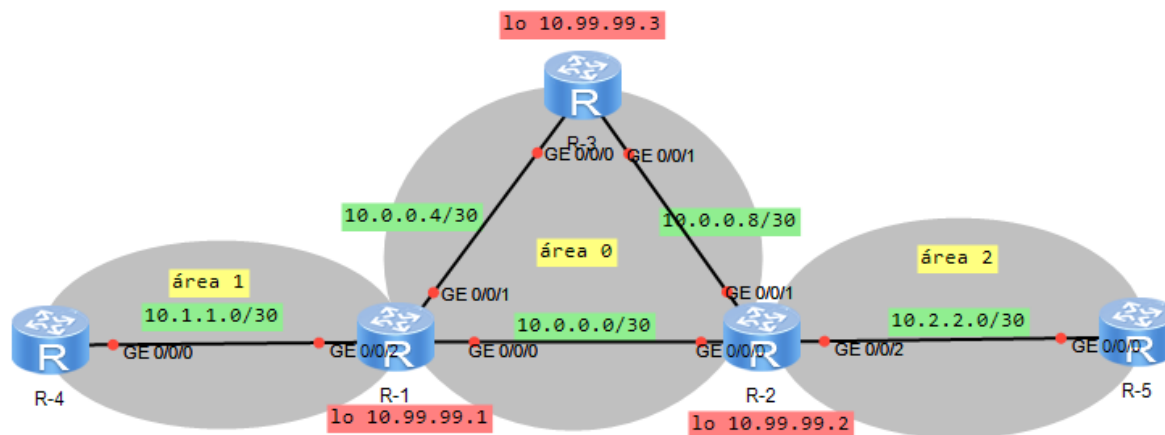 lo 10.99.99.3
R
R-3
GE 0/0/0
GE 0/0/1
10.0.0.4/30
10.0.0.8/30
área 0
área 1
área 2
GE 0/0/1
GE 0/0/1
10.1.1.0/30
10.0.0.0/30
10.2.2.0/30
R
GE 0/0/0
GE 0/0/2
R
GE 0/0/0
GE 0/0/0
R
GE 0/0/2
GE 0/0/0
R
R-4
R-1
R-2
R-5
lo 10.99.99.1
lo 10.99.99.2